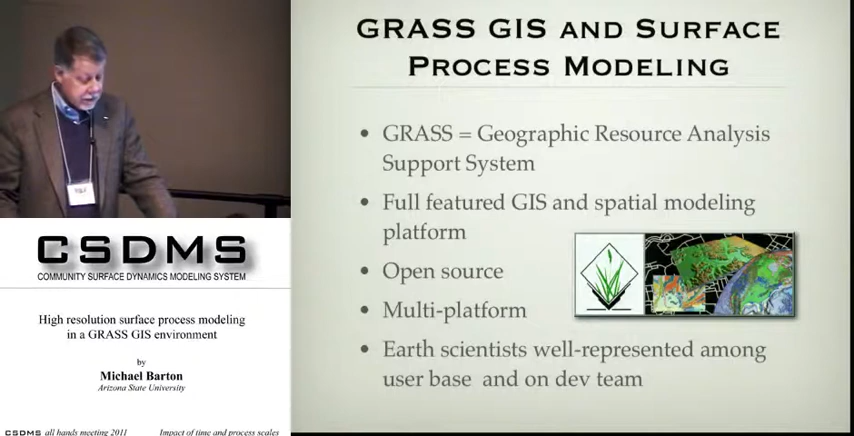 GRASS GIS AND SURFACE
PROCESS MODELING
• GRASS = Geographic Resource Analysis
Support System
• Full featured GIS and spatial modeling
platform
• Open source
• Multi-platform
• Earth scientists well-represented among
user base and on dev team
CSDMS
COMMUNITY SURFACE DYNAMICS MODELING SYSTEM
High resolution surface process modeling
in a GRASS GIS environment
by
Michael Barton
Arizona State University
CSDMS all hands meeting 2011 Impact of time and process scales